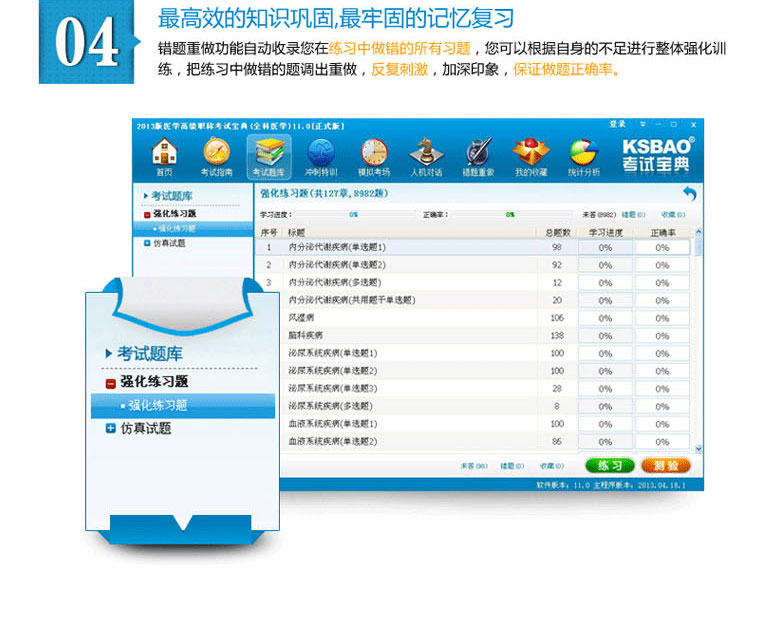 04
最高效的知识巩固,最牢固的记忆复习
错题重做功能自动收录您在练习中做错的所有习题，您可以根据自身的不足进行整体强化训
练，把练习中做错的题调出重做，反复刺激，加深印象，保证做题正确率。
2013版医学高级职称考试宝典(全科医学)11.0[正式版]
登录
首页 考试指南 考试题库 冲刺特训 模拟考场 人机对话 错题重做 我的收藏 统计分析
KSBAO
考试宝典
考试题库
强化练习题
强化练习题
仿真试题
强化练习题(共127章,8982题)
学习进度： 0% 正确率： 0% 未答(8982) 错题(0) 收藏(0)
序号 标题 总题数 学习进度 正确率
1 内分泌代谢疾病(单选题1) 98 0% 0%
2 内分泌代谢疾病(单选题2) 92 0% 0%
3 内分泌代谢疾病(多选题) 12 0% 0%
内分泌代谢疾病(共用题干单选题) 20 0% 0%
风湿病 106 0% 0%
脑科疾病 138 0% 0%
泌尿系统疾病(单选题1) 100 0% 0%
泌尿系统疾病(单选题2) 100 0% 0%
泌尿系统疾病(单选题3) 28 0% 0%
泌尿系统疾病(多选题) 8 0% 0%
血液系统疾病(单选题1) 100 0% 0%
血液系统疾病(单选题2) 86 0% 0%
未答(98) 错题(0) 收藏(0) 练习 测验
软件版本：11.0 主程序版本：2013.04.18.1
考试题库
强化练习题
强化练习题
仿真试题